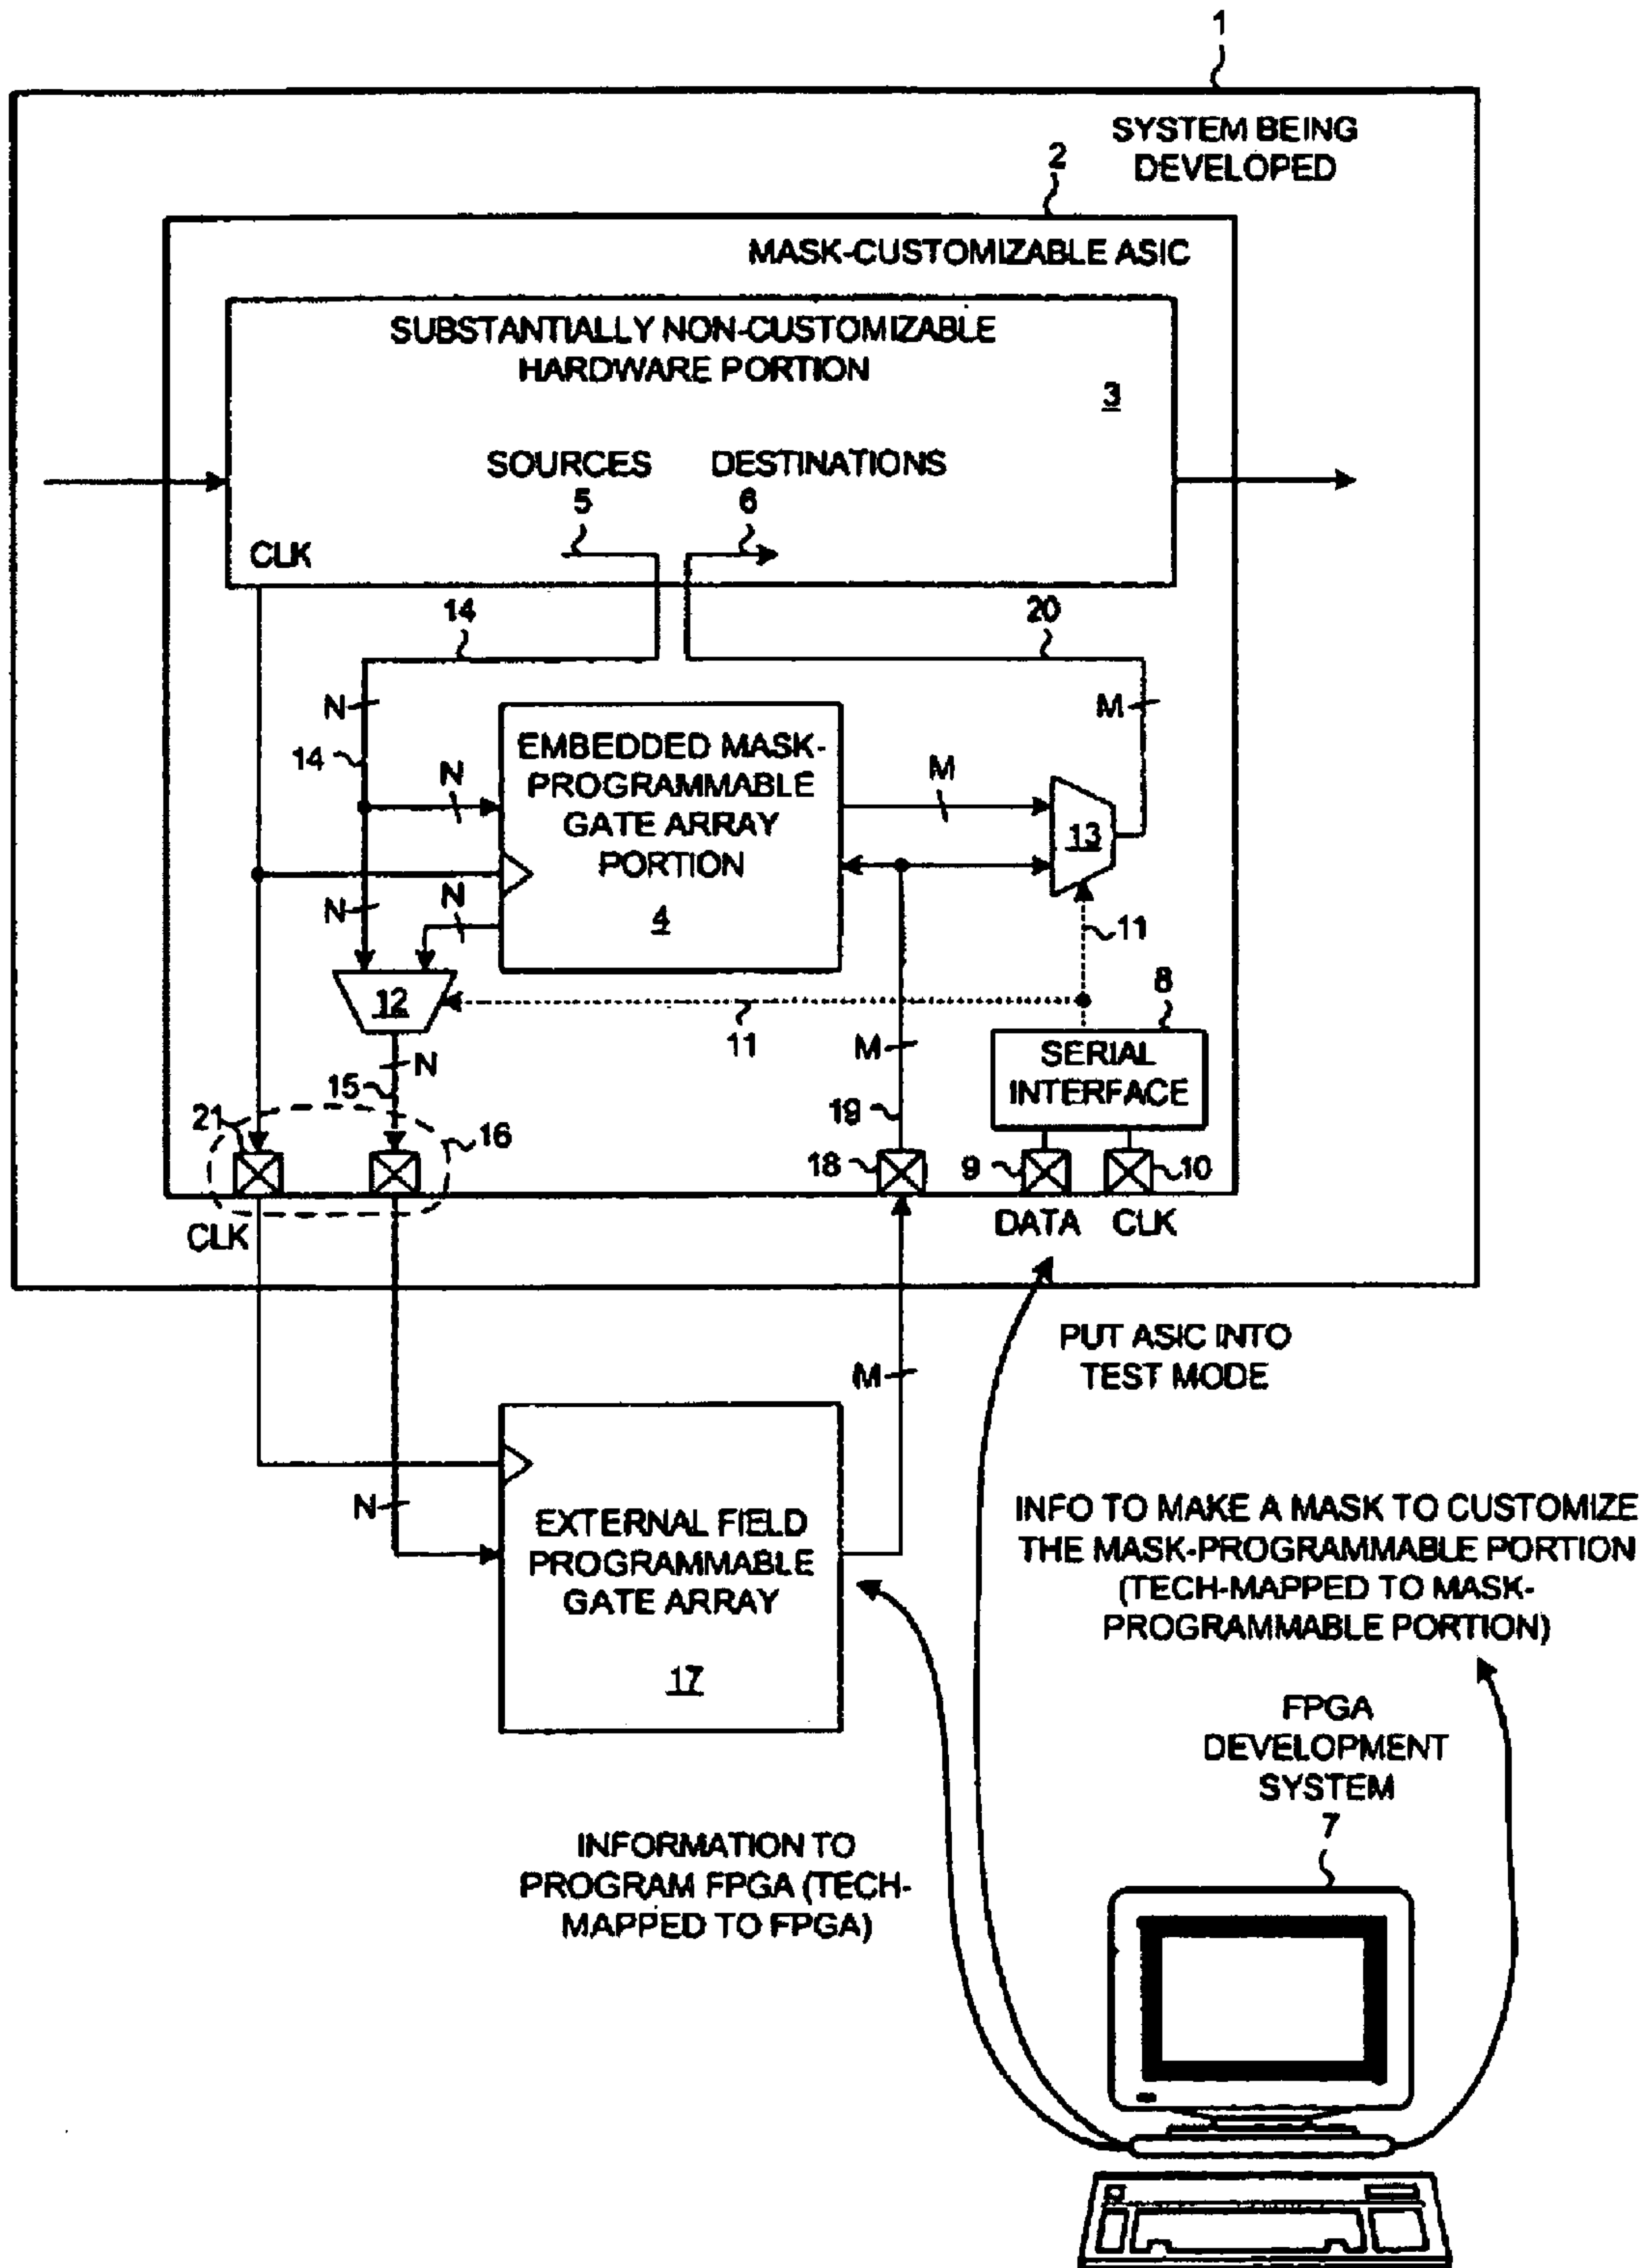 1
SYSTEM BEING
DEVELOPED
2
MASK-CUSTOMIZABLE ASIC
SUBSTANTIALLY NON-CUSTOMIZABLE
HARDWARE PORTION
3
SOURCES
5
DESTINATIONS
6
CLK
14
20
N
M
14
N
EMBEDDED MASK-
PROGRAMMABLE
GATE ARRAY
PORTION
4
M
13
N
N
11
12
11
8
SERIAL
INTERFACE
N
15
M
19
21
16
18
9
10
CLK
DATA
CLK
PUT ASIC INTO
TEST MODE
M
N
EXTERNAL FIELD
PROGRAMMABLE
GATE ARRAY
17
INFO TO MAKE A MASK TO CUSTOMIZE
THE MASK-PROGRAMMABLE PORTION
(TECH-MAPPED TO MASK-
PROGRAMMABLE PORTION)
FPGA
DEVELOPMENT
SYSTEM
7
INFORMATION TO
PROGRAM FPGA (TECH-
MAPPED TO FPGA)